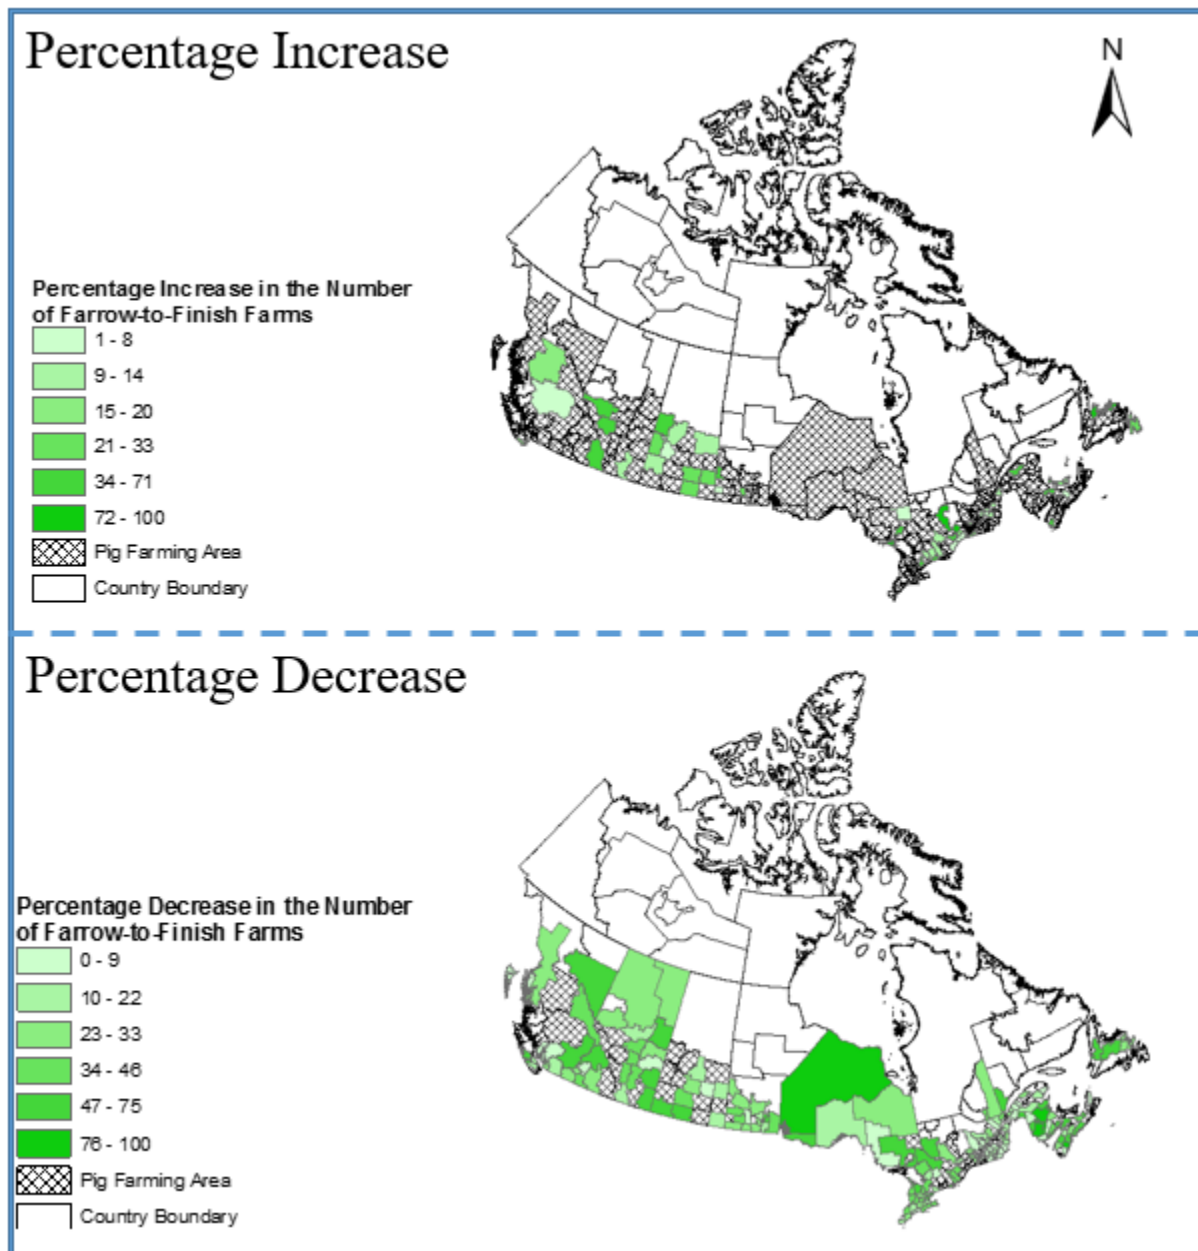 Percentage Increase
N
Percentage Increase in the Number
of Farrow-to-Finish Farms
1 - 8
9 - 14
15 - 20
21 - 33
34 - 71
72 - 100
Pig Farming Area
Country Boundary
Percentage Decrease
Percentage Decrease in the Number
of Farrow-to-Finish Farms
0 - 9
10 - 22
23 - 33
34 - 46
47 - 75
76 - 100
Pig Farming Area
Country Boundary